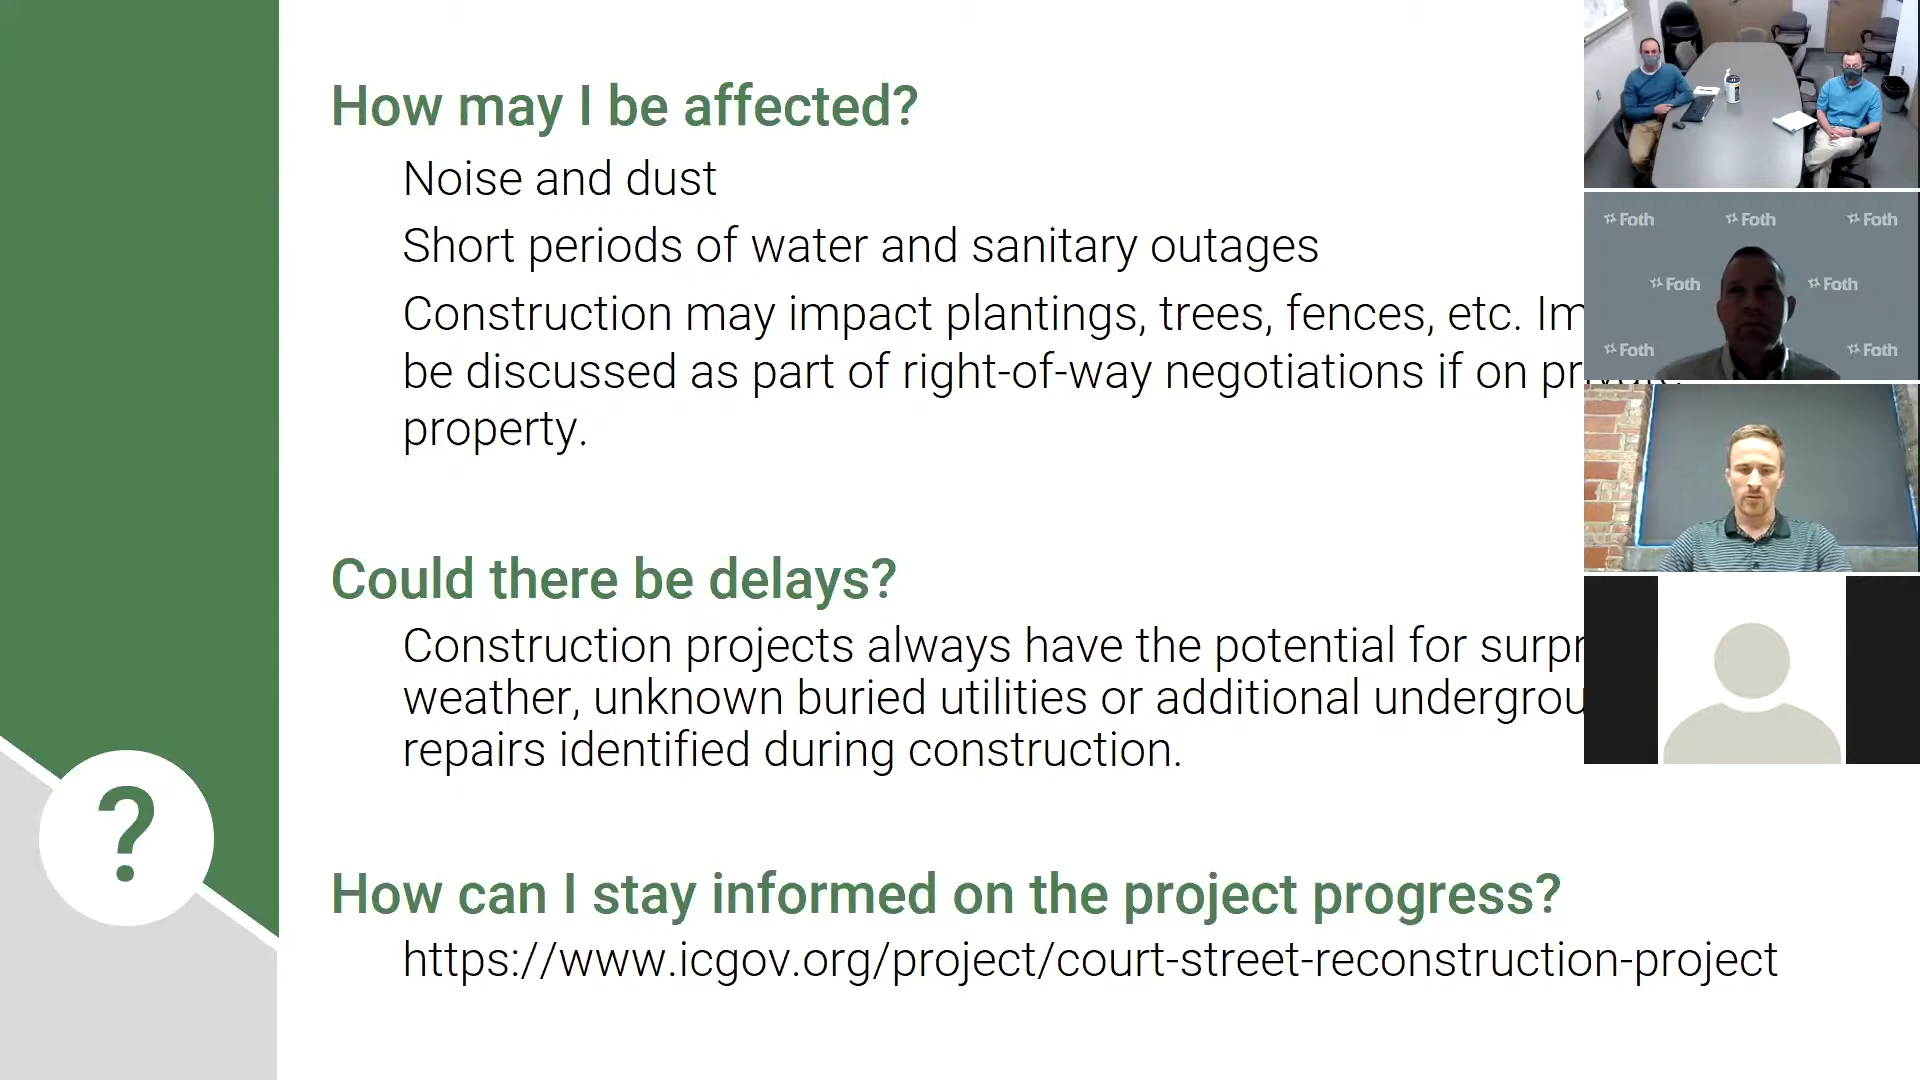 How may I be affected?
Noise and dust
Short periods of water and sanitary outages
Construction may impact plantings, trees, fences, etc.
be discussed as part of right-of-way negotiations if on
property.
Could there be delays?
Construction projects always have the potential for
weather, unknown buried utilities or additional
repairs identified during construction.
How can I stay informed on the project progress?
https://www.icgov.org/project/court-street-reconstruction-project
?
Foth Foth Foth
Foth Foth
Foth Foth